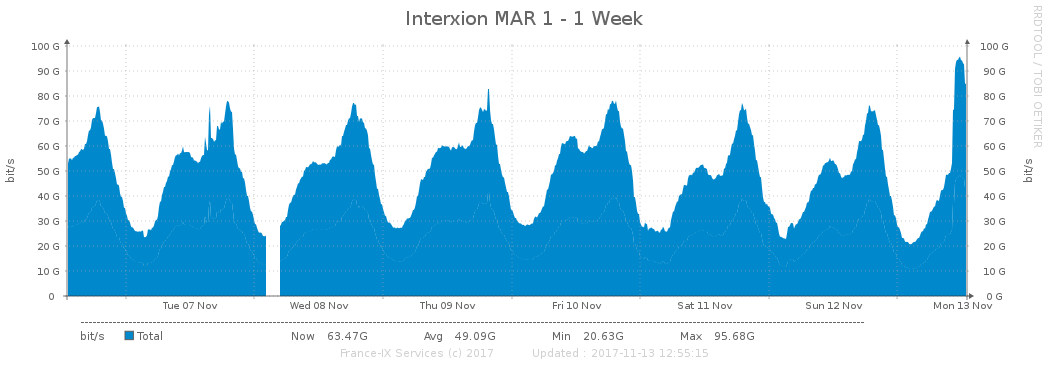 Interxion MAR 1 - 1 Week
RRDTOOL / TOBI OETIKER
100 G 100 G
90 G 90 G
80 G 80 G
70 G 70 G
60 G 60 G
50 G 50 G
40 G 40 G
30 G 30 G
20 G 20 G
10 G 10 G
0 0 G
bit/s bit/s
Tue 07 Nov Wed 08 Nov Thu 09 Nov Fri 10 Nov Sat 11 Nov Sun 12 Nov Mon 13 Nov
bit/s Total Now 63.47G Avg 49.09G Min 20.63G Max 95.68G
France-IX Services (c) 2017 Updated : 2017-11-13 12:55:15